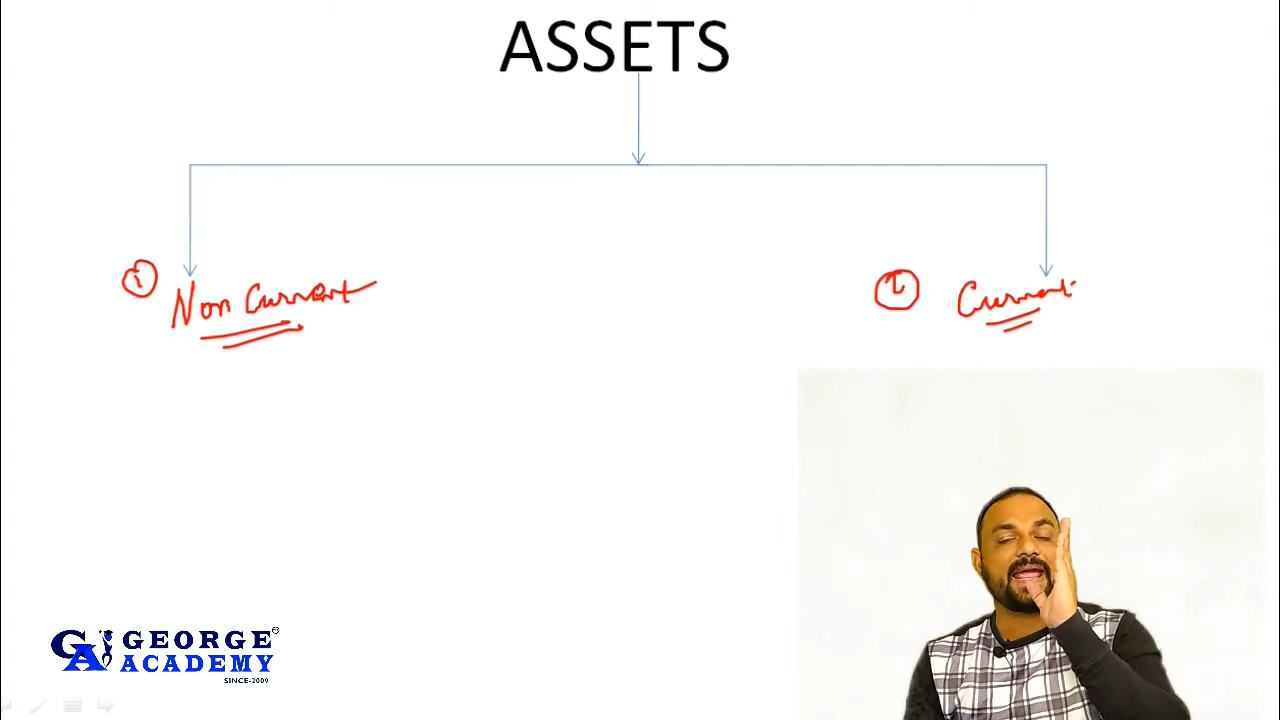 ASSETS
① Non Current
② Current
GEORGE
ACADEMY
SINCE-2009